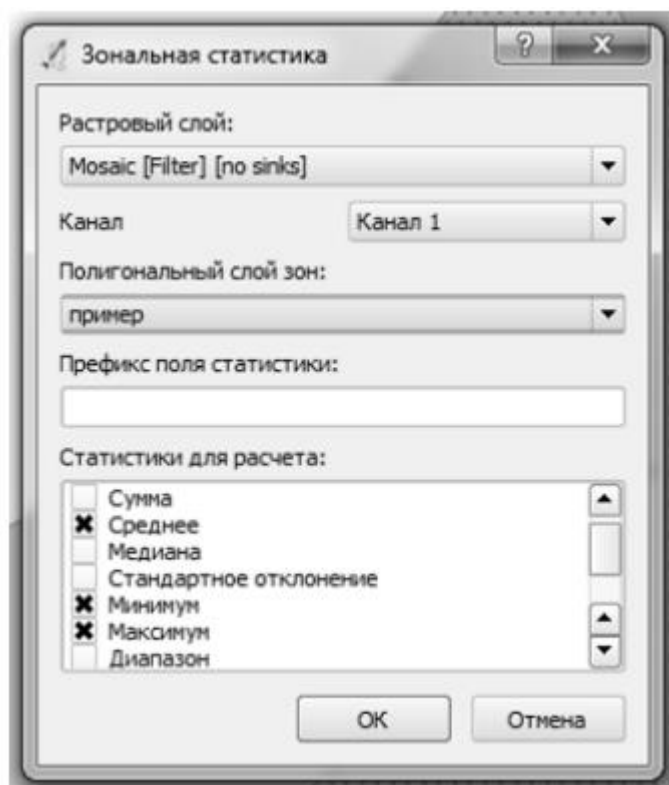 Зональная статистика
Растровый слой:
Mosaic [Filter] [no sinks]
Канал
Канал 1
Полигональный слой зон:
пример
Префикс поля статистики:
Статистики для расчета:
Сумма
Среднее
Медиана
Стандартное отклонение
Минимум
Максимум
Диапазон
ОК
Отмена